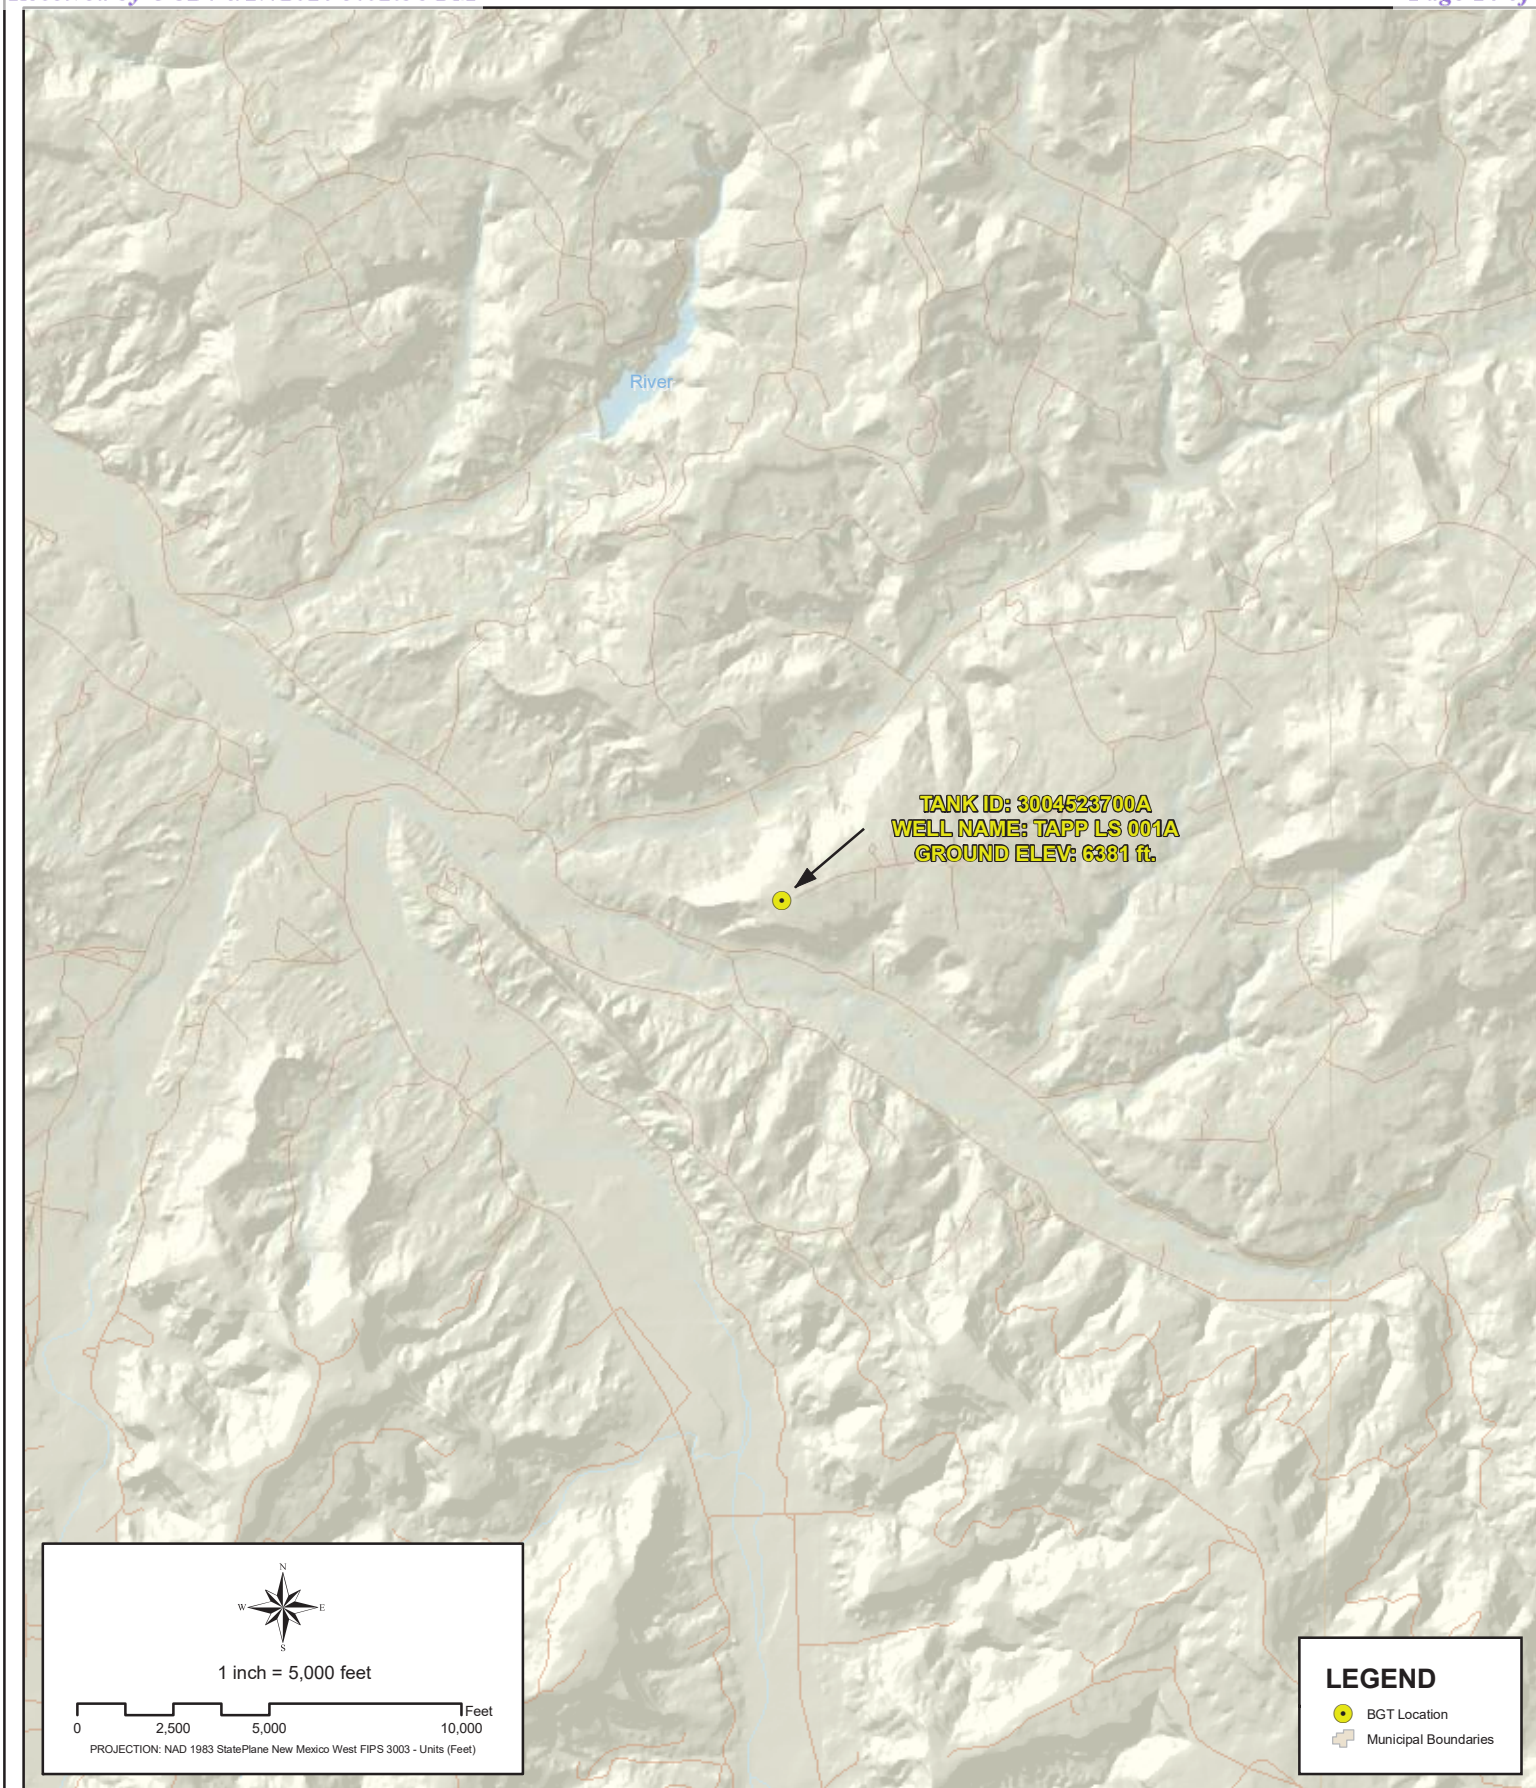 River
TANK ID: 3004523700A
WELL NAME: TAPP LS 001A
GROUND ELEV: 6381 ft.
N
W E
S
1 inch = 5,000 feet
Feet
0 2,500 5,000 10,000
PROJECTION: NAD 1983 StatePlane New Mexico West FIPS 3003 - Units (Feet)
LEGEND
BGT Location
Municipal Boundaries